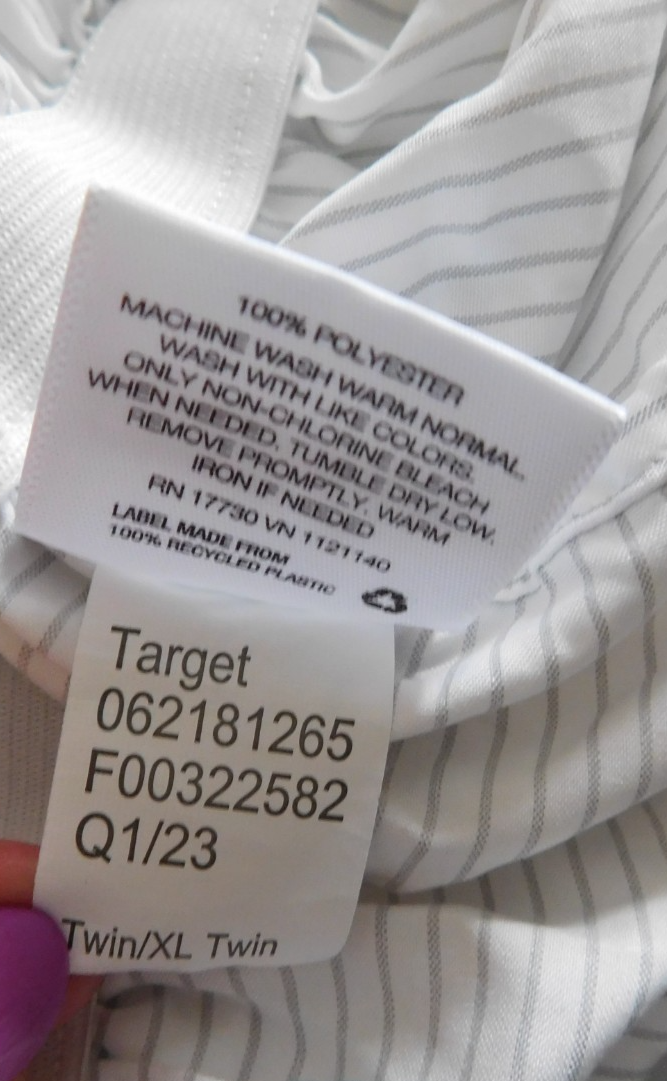 100% POLYESTER
MACHINE WASH WARM NORMAL.
WASH WITH LIKE COLORS.
ONLY NON-CHLORINE BLEACH
WHEN NEEDED. TUMBLE DRY LOW.
REMOVE PROMPTLY. WARM
IRON IF NEEDED
RN 17730 VN 1121140
LABEL MADE FROM
100% RECYCLED PLASTIC
Target
062181265
F00322582
Q1/23
Twin/XL Twin